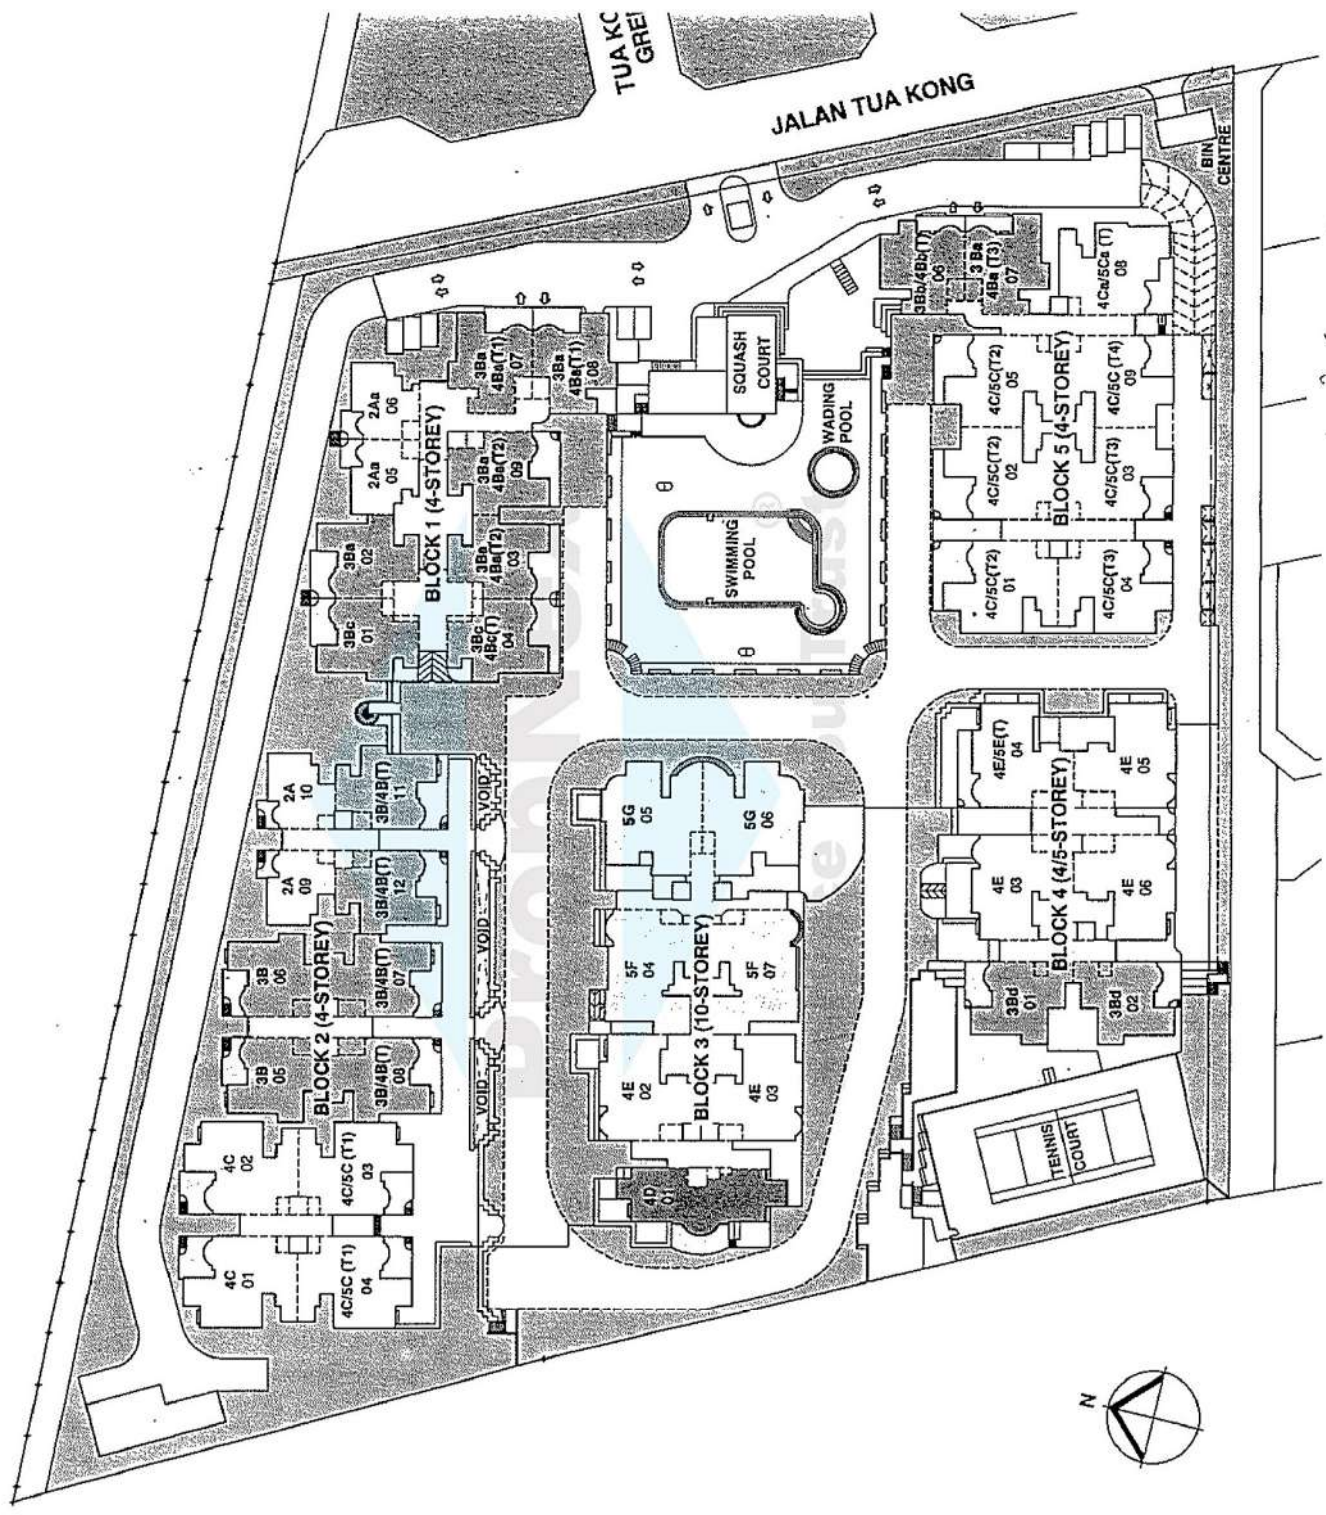 TUA KO
GREE
JALAN TUA KONG
BIN
CENTRE
2Aa
06
2Aa
05
3Ba
4Ba(T1)
07
3Ba
4Ba(T1)
08
3Ba
4Ba(T2)
09
3Ba
02
3Bc
01
BLOCK 1 (4-STOREY)
3Ba
4Ba(T2)
03
3Bc
4Bc(T)
04
SQUASH
COURT
WADING
POOL
SWIMMING
POOL
®
3Bb/4Bb(T)
06
3Ba
4Ba(T3)
07
4Ca/5Ca (T)
08
4C/5C(T2)
05
4C/5C(T4)
09
4C/5C(T2)
02
4C/5C(T3)
03
BLOCK 5 (4-STOREY)
4C/5C(T2)
01
4C/5C(T3)
04
2A
10
3B/4B(T)
11
2A
09
3B/4B(T)
12
3B
06
3B/4B(T)
07
BLOCK 2 (4-STOREY)
3B
05
3B/4B(T)
08
4C
02
4C/5C (T1)
03
4C
01
4C/5C (T1)
04
VOID
VOID
VOID
5G
05
5G
06
5F
04
5F
07
BLOCK 3 (10-STOREY)
4E
02
4E
03
4D
01
4E/5E(T)
04
4E
05
4E
03
4E
06
BLOCK 4 (4/5-STOREY)
3Bd
01
3Bd
02
TENNIS
COURT
N